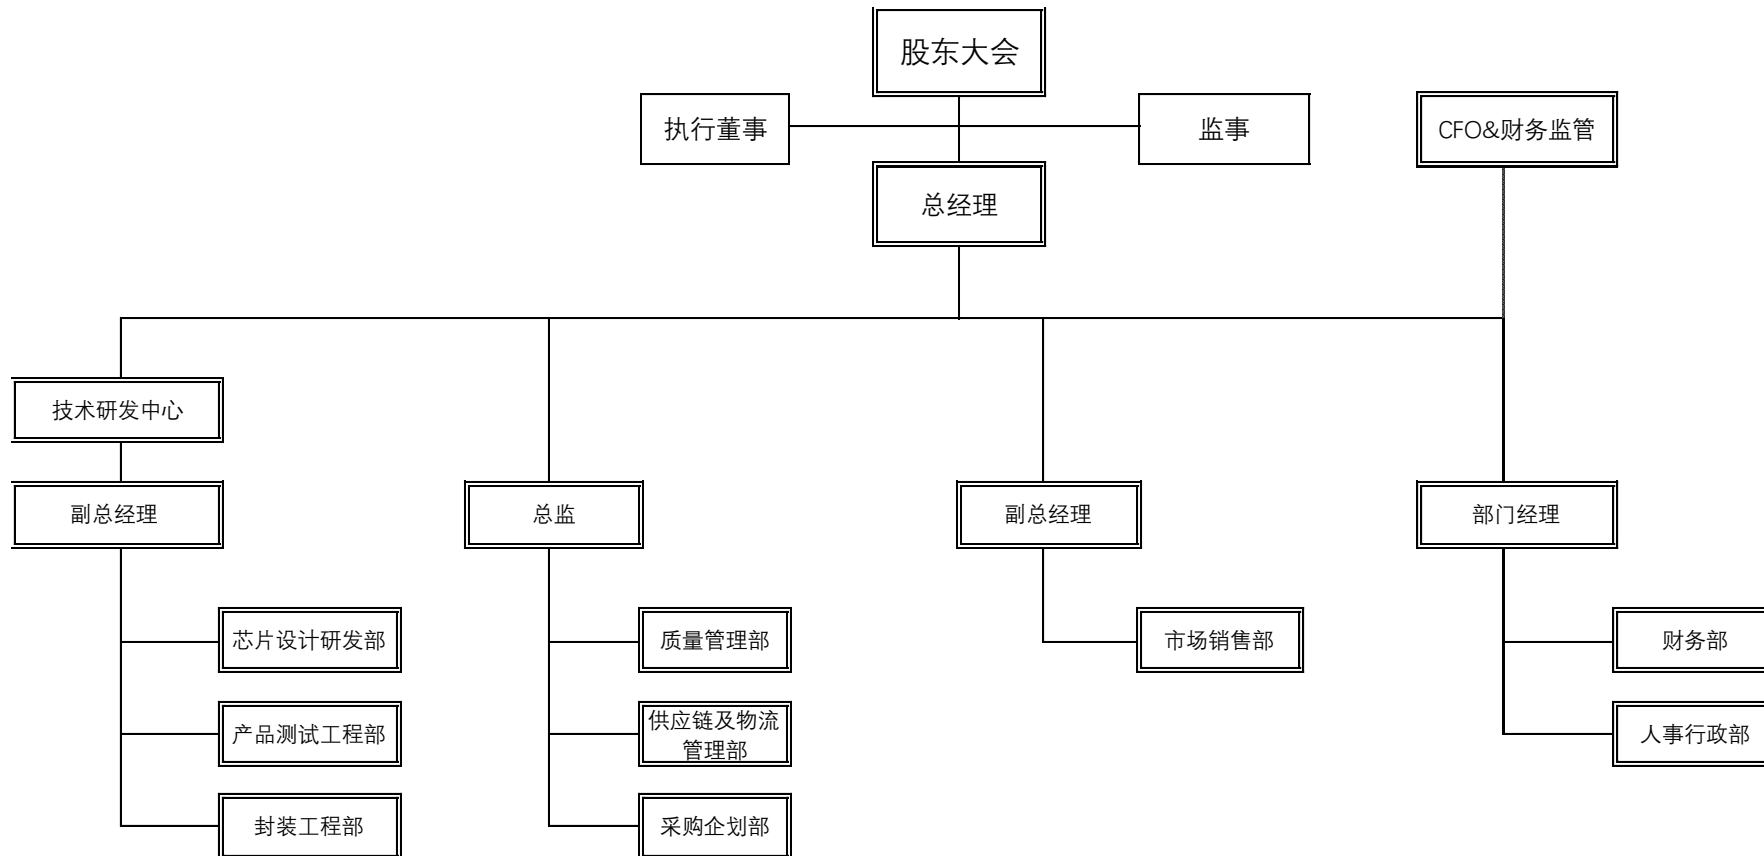 股东大会
执行董事
监事
CFO&财务监管
总经理
技术研发中心
副总经理
总监
副总经理
部门经理
芯片设计研发部
质量管理部
市场销售部
财务部
产品测试工程部
供应链及物流
管理部
人事行政部
封装工程部
采购企划部